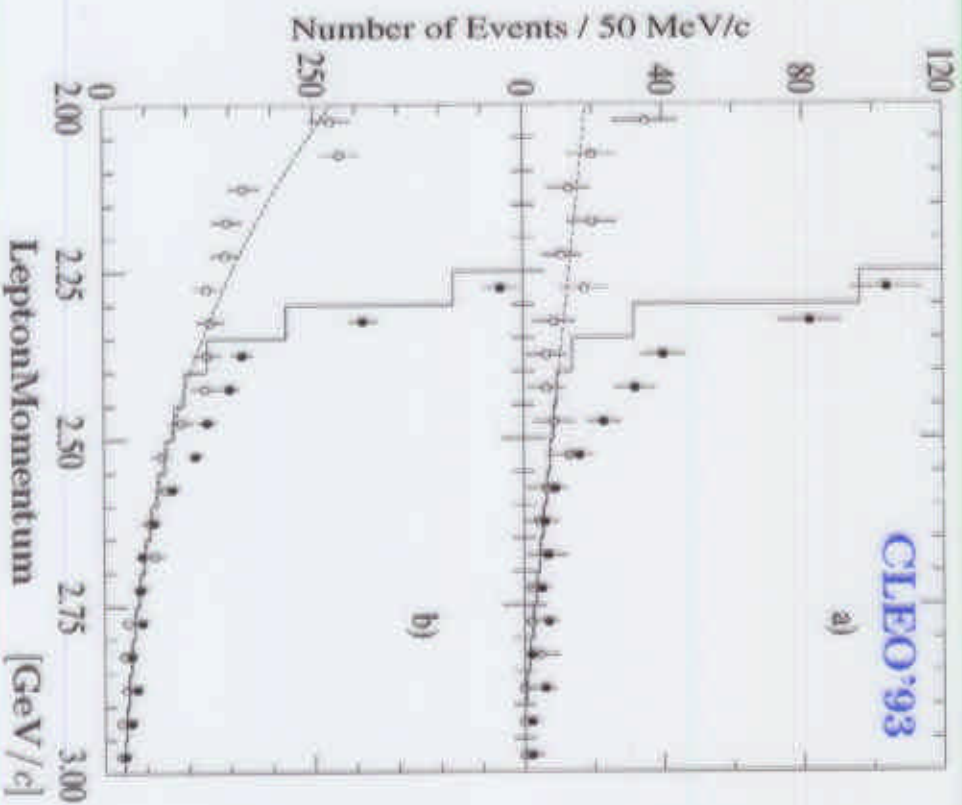 CLEO'93
Number of Events / 50 MeV/c
120
80
40
0
a)
250
0
b)
2.00 2.25 2.50 2.75 3.00
LeptonMomentum [GeV/c]